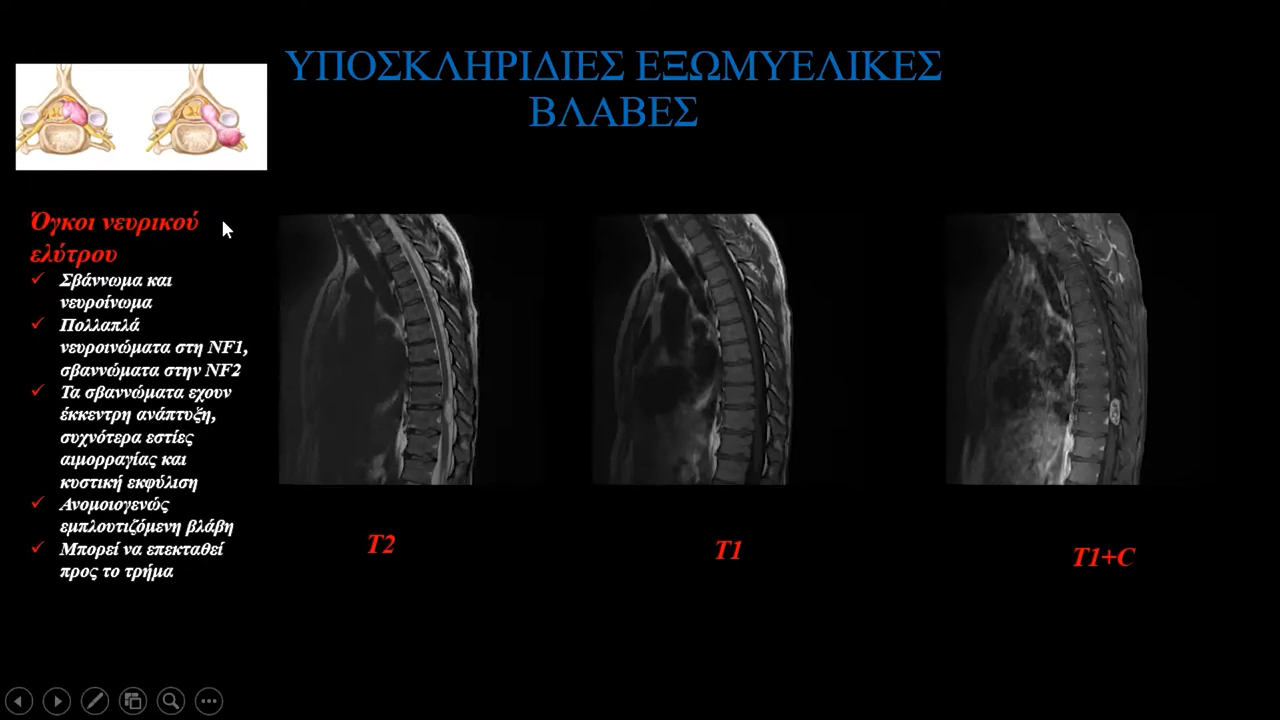 ΥΠΟΣΚΛΗΡΙΔΙΕΣ ΕΞΩΜΥΕΛΙΚΕΣ
ΒΛΑΒΕΣ
Όγκοι νευρικού
ελύτρου
✓ Σβάννωμα και
νευροίνωμα
✓ Πολλαπλά
νευροινώματα στη NF1,
σβαννώματα στην NF2
✓ Τα σβαννώματα εχουν
έκκεντρη ανάπτυξη,
συχνότερα εστίες
αιμορραγίας και
κυστική εκφύλιση
✓ Ανομοιογενώς
εμπλουτιζόμενη βλάβη
✓ Μπορεί να επεκταθεί
προς το τρήμα
T2
T1
T1+C